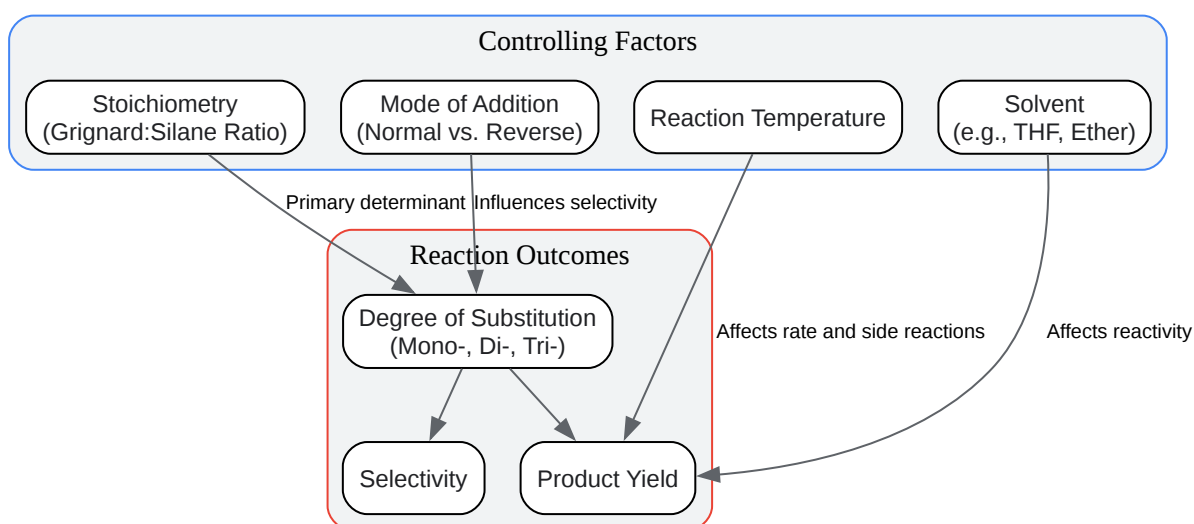 Controlling Factors
Stoichiometry
(Grignard:Silane Ratio)
Mode of Addition
(Normal vs. Reverse)
Reaction Temperature
Solvent
(e.g., THF, Ether)
Primary determinant
Influences selectivity
Reaction Outcomes
Degree of Substitution
(Mono-, Di-, Tri-)
Affects rate and side reactions
Affects reactivity
Selectivity
Product Yield